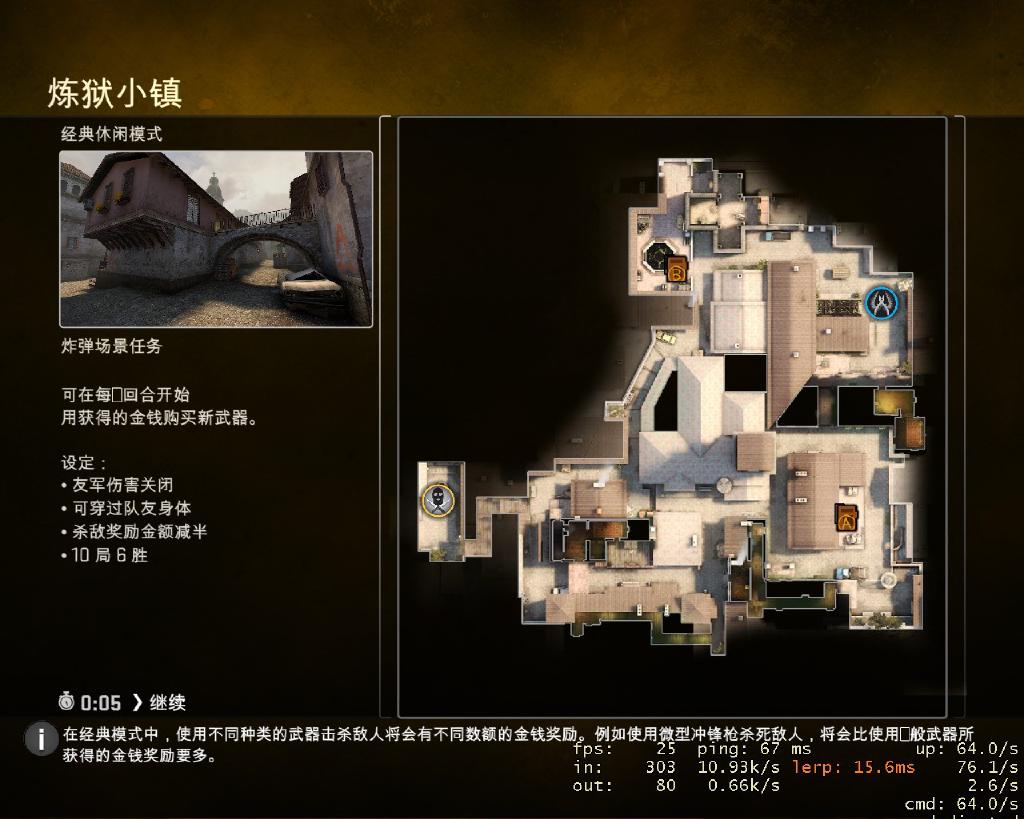 炼狱小镇
经典休闲模式
炸弹场景任务
可在每□回合开始
用获得的金钱购买新武器。
设定：
• 友军伤害关闭
• 可穿过队友身体
• 杀敌奖励金额减半
• 10 局 6 胜
B
A
0:05 ❯ 继续
i
在经典模式中，使用不同种类的武器击杀敌人将会有不同数额的金钱奖励。例如使用微型冲锋枪杀死敌人，将会比使用□般武器所
获得的金钱奖励要多。
fps: 25 ping: 67 ms up: 64.0/s
in: 303 10.93k/s lerp: 15.6ms 76.1/s
out: 80 0.66k/s 2.6/s
cmd: 64.0/s